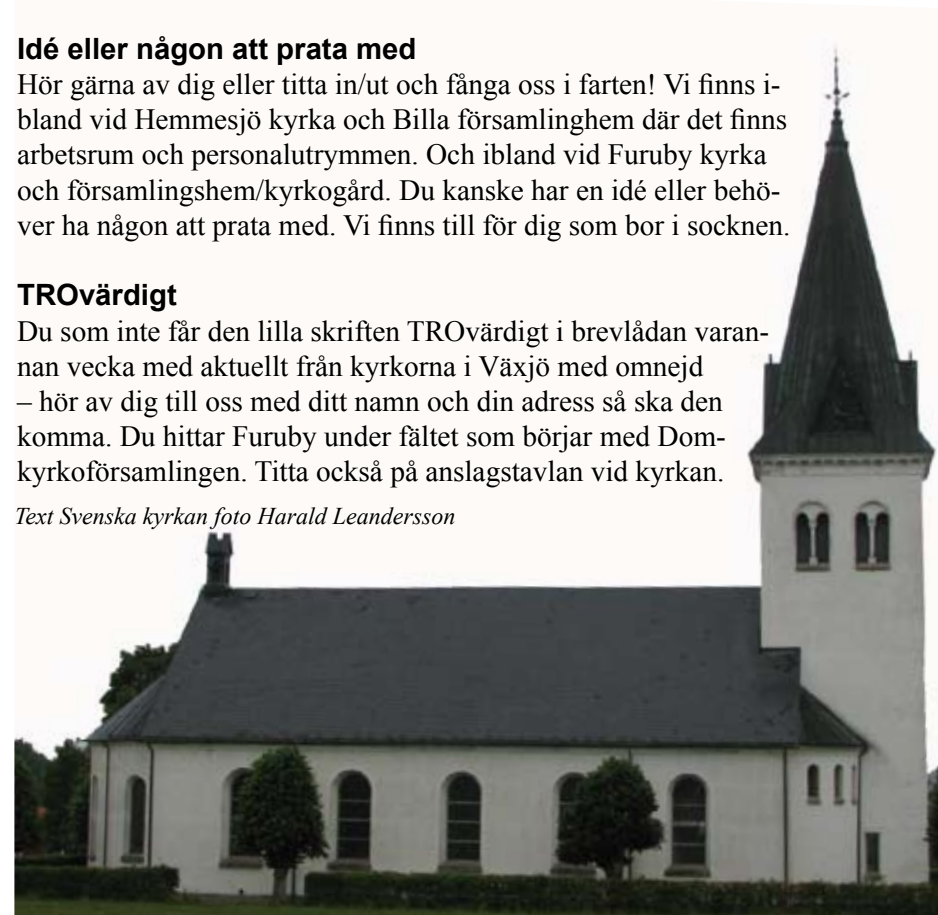 Idé eller någon att prata med
Hör gärna av dig eller titta in/ut och fånga oss i farten! Vi finns i-
bland vid Hemmesjö kyrka och Billa församlinghem där det finns
arbetsrum och personalutrymmen. Och ibland vid Furuby kyrka
och församlingshem/kyrkogård. Du kanske har en idé eller behö-
ver ha någon att prata med. Vi finns till för dig som bor i socknen.
TROvärdigt
Du som inte får den lilla skriften TROvärdigt i brevlådan varan-
nan vecka med aktuellt från kyrkorna i Växjö med omnejd
– hör av dig till oss med ditt namn och din adress så ska den
komma. Du hittar Furuby under fältet som börjar med Dom-
kyrkoförsamlingen. Titta också på anslagstavlan vid kyrkan.
Text Svenska kyrkan foto Harald Leandersson